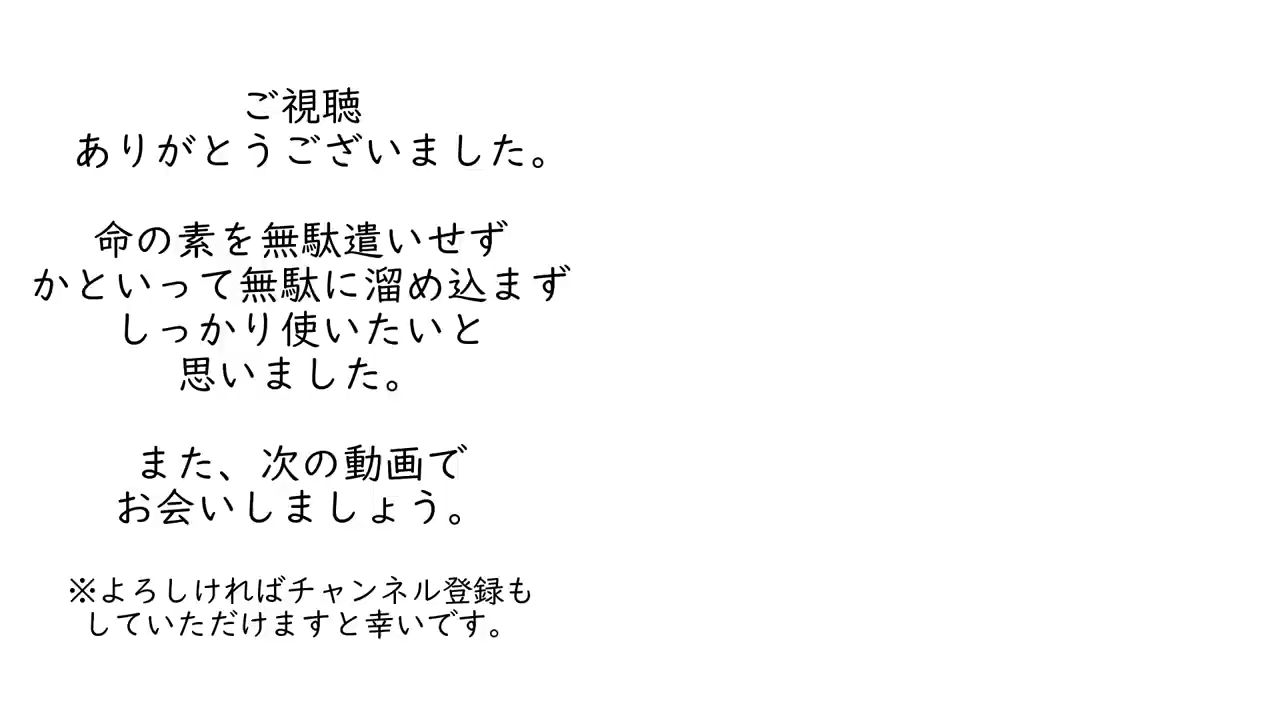 ご視聴
ありがとうございました。
命の素を無駄遣いせず
かといって無駄に溜め込まず
しっかり使いたいと
思いました。
また、次の動画で
お会いしましょう。
※よろしければチャンネル登録も
していただけますと幸いです。